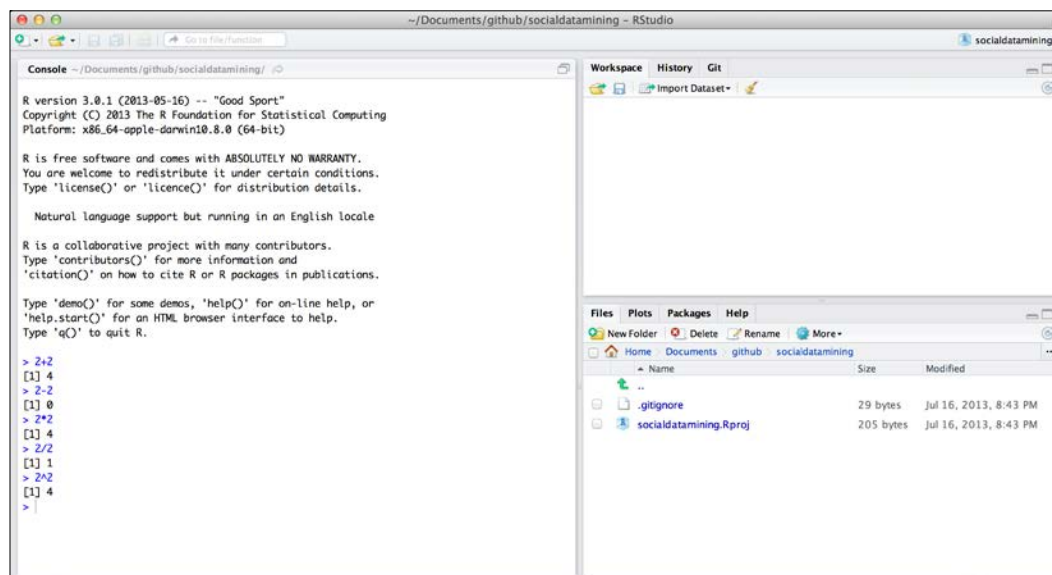 ~/Documents/github/socialdatamining - RStudio
Go to file/function
socialdatamining
Console ~/Documents/github/socialdatamining/
R version 3.0.1 (2013-05-16) -- "Good Sport"
Copyright (C) 2013 The R Foundation for Statistical Computing
Platform: x86_64-apple-darwin10.8.0 (64-bit)
R is free software and comes with ABSOLUTELY NO WARRANTY.
You are welcome to redistribute it under certain conditions.
Type 'license()' or 'licence()' for distribution details.
Natural language support but running in an English locale
R is a collaborative project with many contributors.
Type 'contributors()' for more information and
'citation()' on how to cite R or R packages in publications.
Type 'demo()' for some demos, 'help()' for on-line help, or
'help.start()' for an HTML browser interface to help.
Type 'q()' to quit R.
> 2+2
[1] 4
> 2-2
[1] 0
> 2*2
[1] 4
> 2/2
[1] 1
> 2^2
[1] 4
>
Workspace History Git
Import Dataset
Files Plots Packages Help
New Folder Delete Rename More
Home Documents github socialdatamining
Name Size Modified
..
.gitignore 29 bytes Jul 16, 2013, 8:43 PM
socialdatamining.Rproj 205 bytes Jul 16, 2013, 8:43 PM